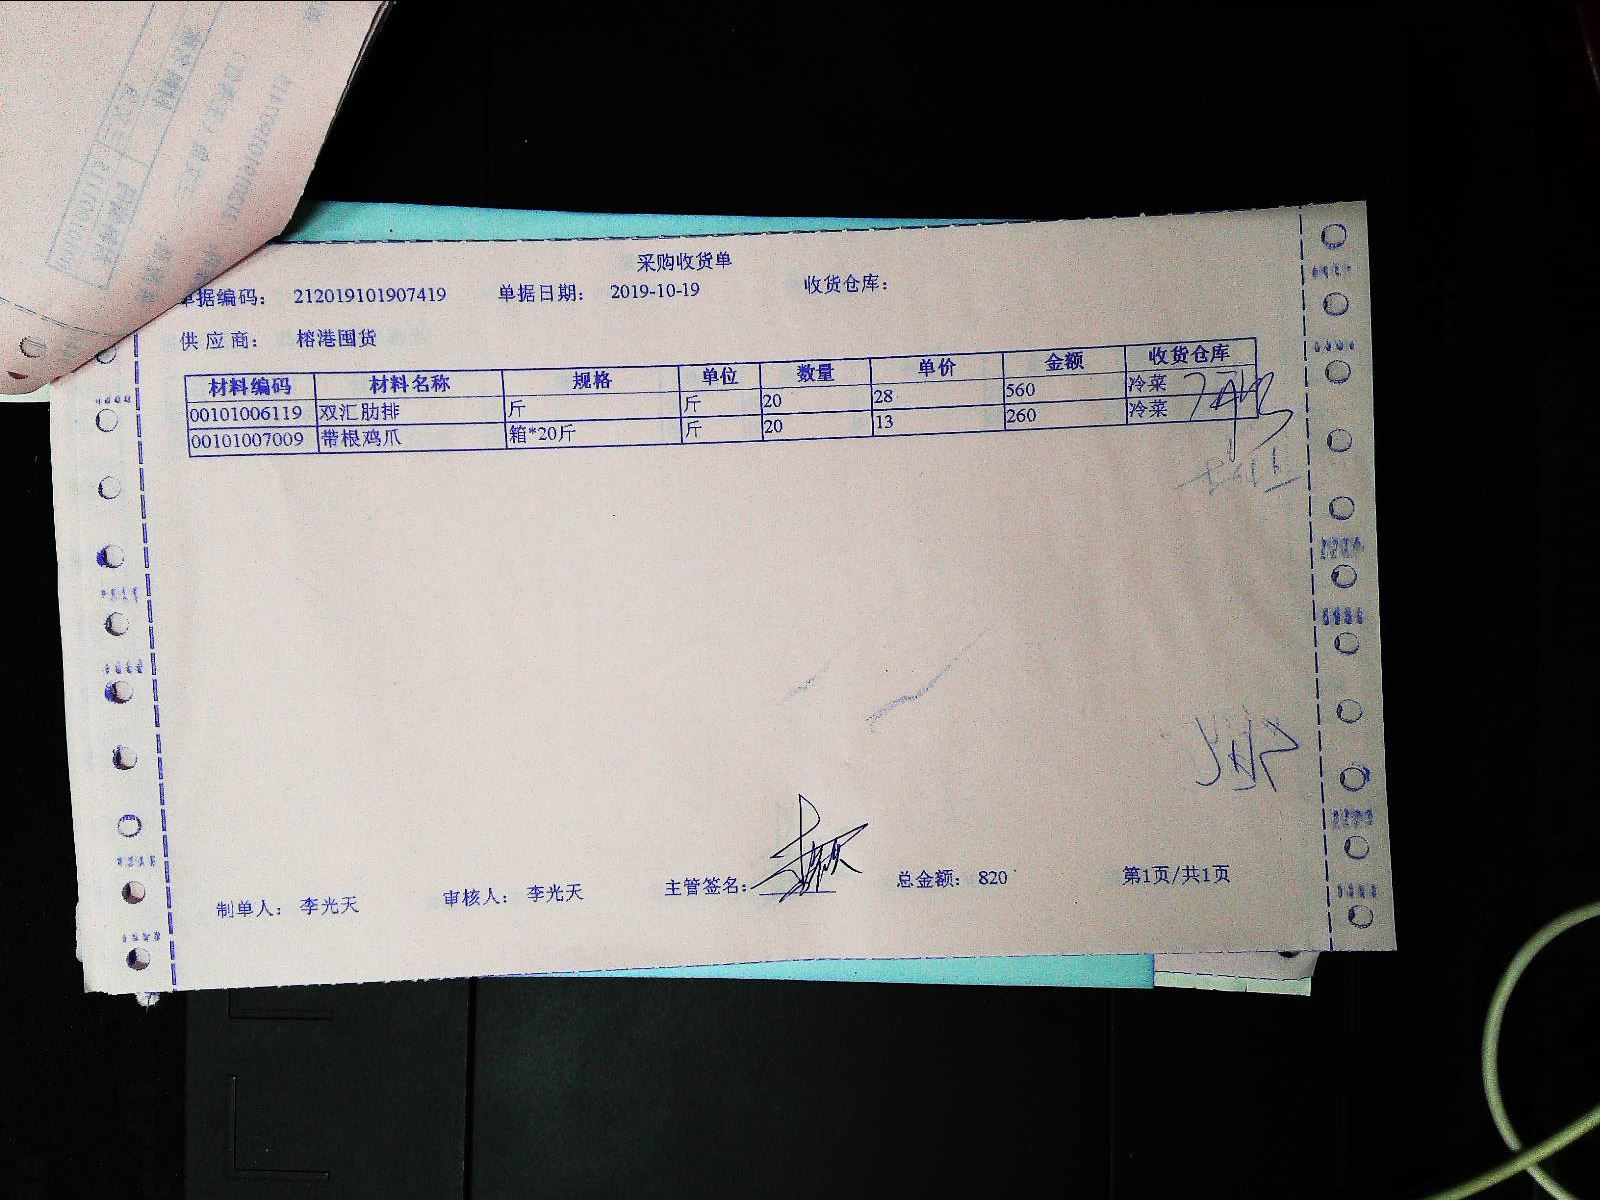 采购收货单
单据编码： 212019101907419 单据日期： 2019-10-19 收货仓库：
供应商： 榕港囤货
材料编码 材料名称 规格 单位 数量 单价 金额 收货仓库
00101006119 双汇肋排 斤 斤 20 28 560 冷菜
00101007009 带根鸡爪 箱*20斤 斤 20 13 260 冷菜
制单人： 李光天 审核人： 李光天 主管签名： 总金额： 820 第1页/共1页